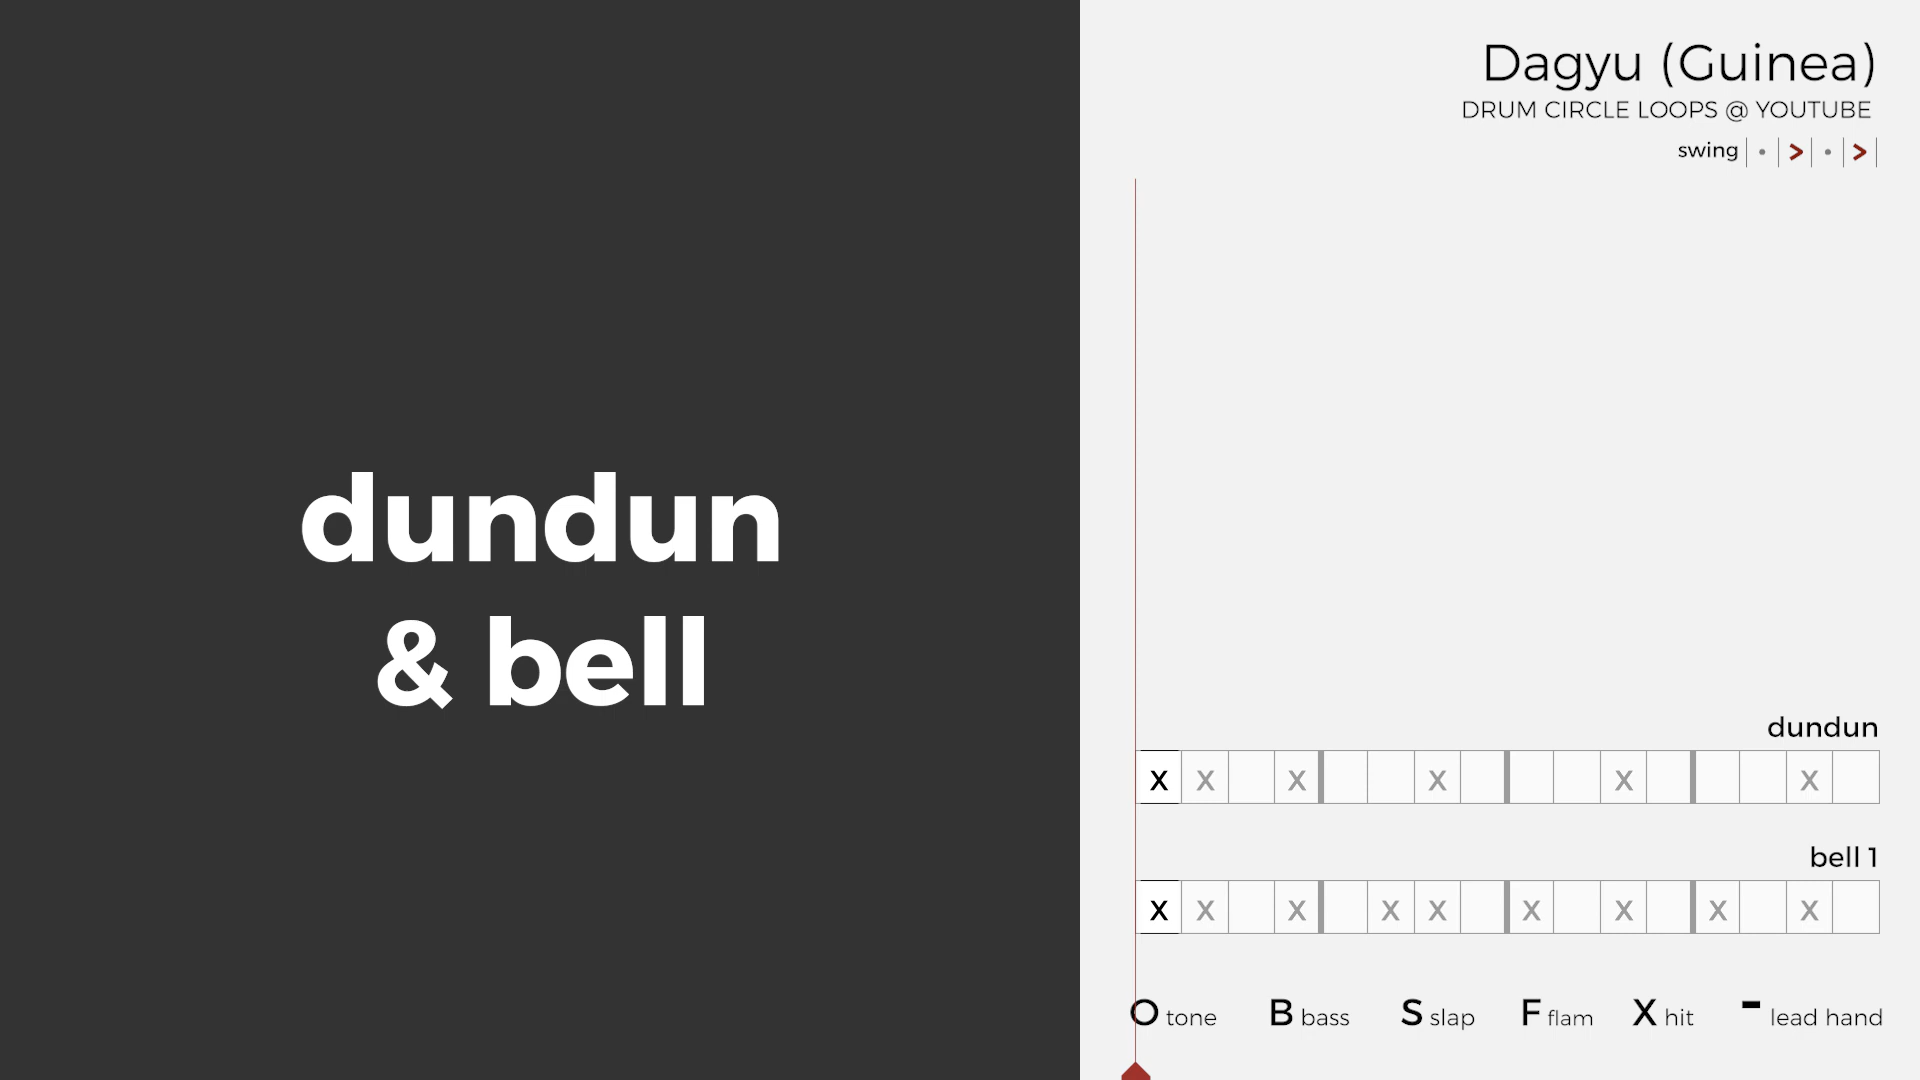 dundun
& bell
Dagyu (Guinea)
DRUM CIRCLE LOOPS @ YOUTUBE
swing | • > • >
dundun
X X X X X X
bell 1
X X X X X X X X X
O tone B bass S slap F flam X hit - lead hand